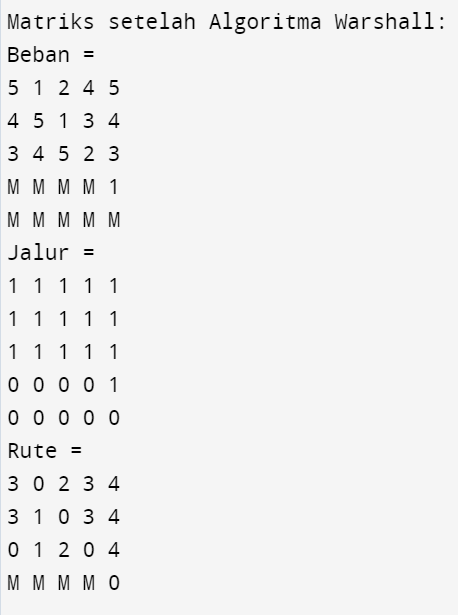 Matriks setelah Algoritma Warshall:
Beban =
5 1 2 4 5
4 5 1 3 4
3 4 5 2 3
M M M M 1
M M M M M
Jalur =
1 1 1 1 1
1 1 1 1 1
1 1 1 1 1
0 0 0 0 1
0 0 0 0 0
Rute =
3 0 2 3 4
3 1 0 3 4
0 1 2 0 4
M M M M 0